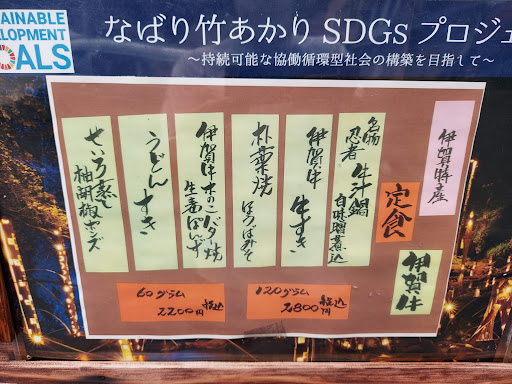 AINABLE
ELOPMENT
ALS
なばり竹あかり SDGs プロジェ
～持続可能な協働循環型社会の構築を目指して～
伊賀特産
伊賀牛
定食
名物
忍者 牛汁鍋
白味噌煮込
伊賀牛 牛すき
朴葉焼
ほうばみそ
伊賀牛木のこバタ焼
生姜ぽんず
うどんすき
せいろ蒸し
柚胡椒ポンズ
60グラム
2200円 税込
120グラム
2800円 税込